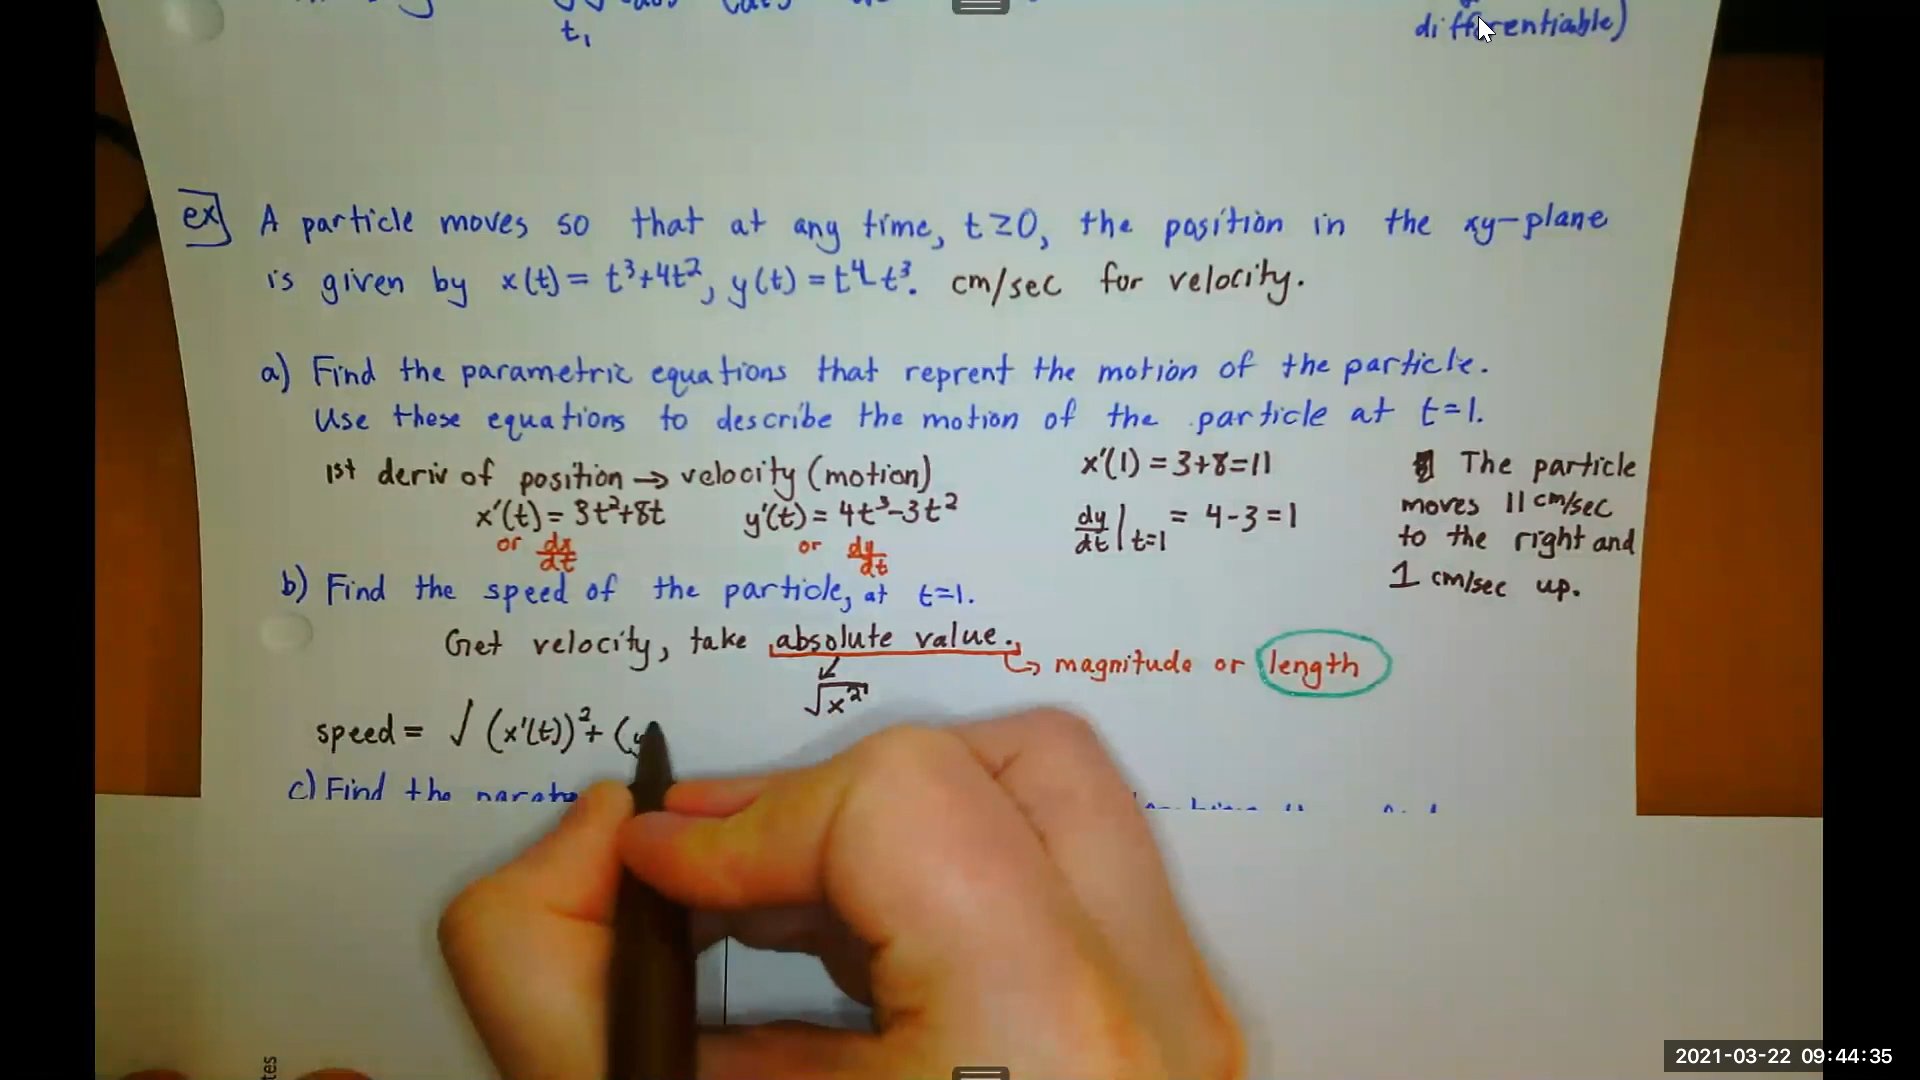 t₁
differentiable)
ex] A particle moves so that at any time, t≥0, the position in the xy-plane
is given by x(t) = t³+4t², y(t) = t⁴-t³. cm/sec for velocity.
a) Find the parametric equations that reprent the motion of the particle.
Use these equations to describe the motion of the particle at t=1.
1st deriv of position → velocity (motion)
x'(t) = 3t²+8t
or dx/dt
y'(t) = 4t³-3t²
or dy/dt
x'(1) = 3+8=11
dy/dt|t=1 = 4-3=1
The particle
moves 11 cm/sec
to the right and
1 cm/sec up.
b) Find the speed of the particle, at t=1.
Get velocity, take absolute value.
→ magnitude or length
√x²
speed = √(x'(t))² + (y
c) Find the
2021-03-22 09:44:35